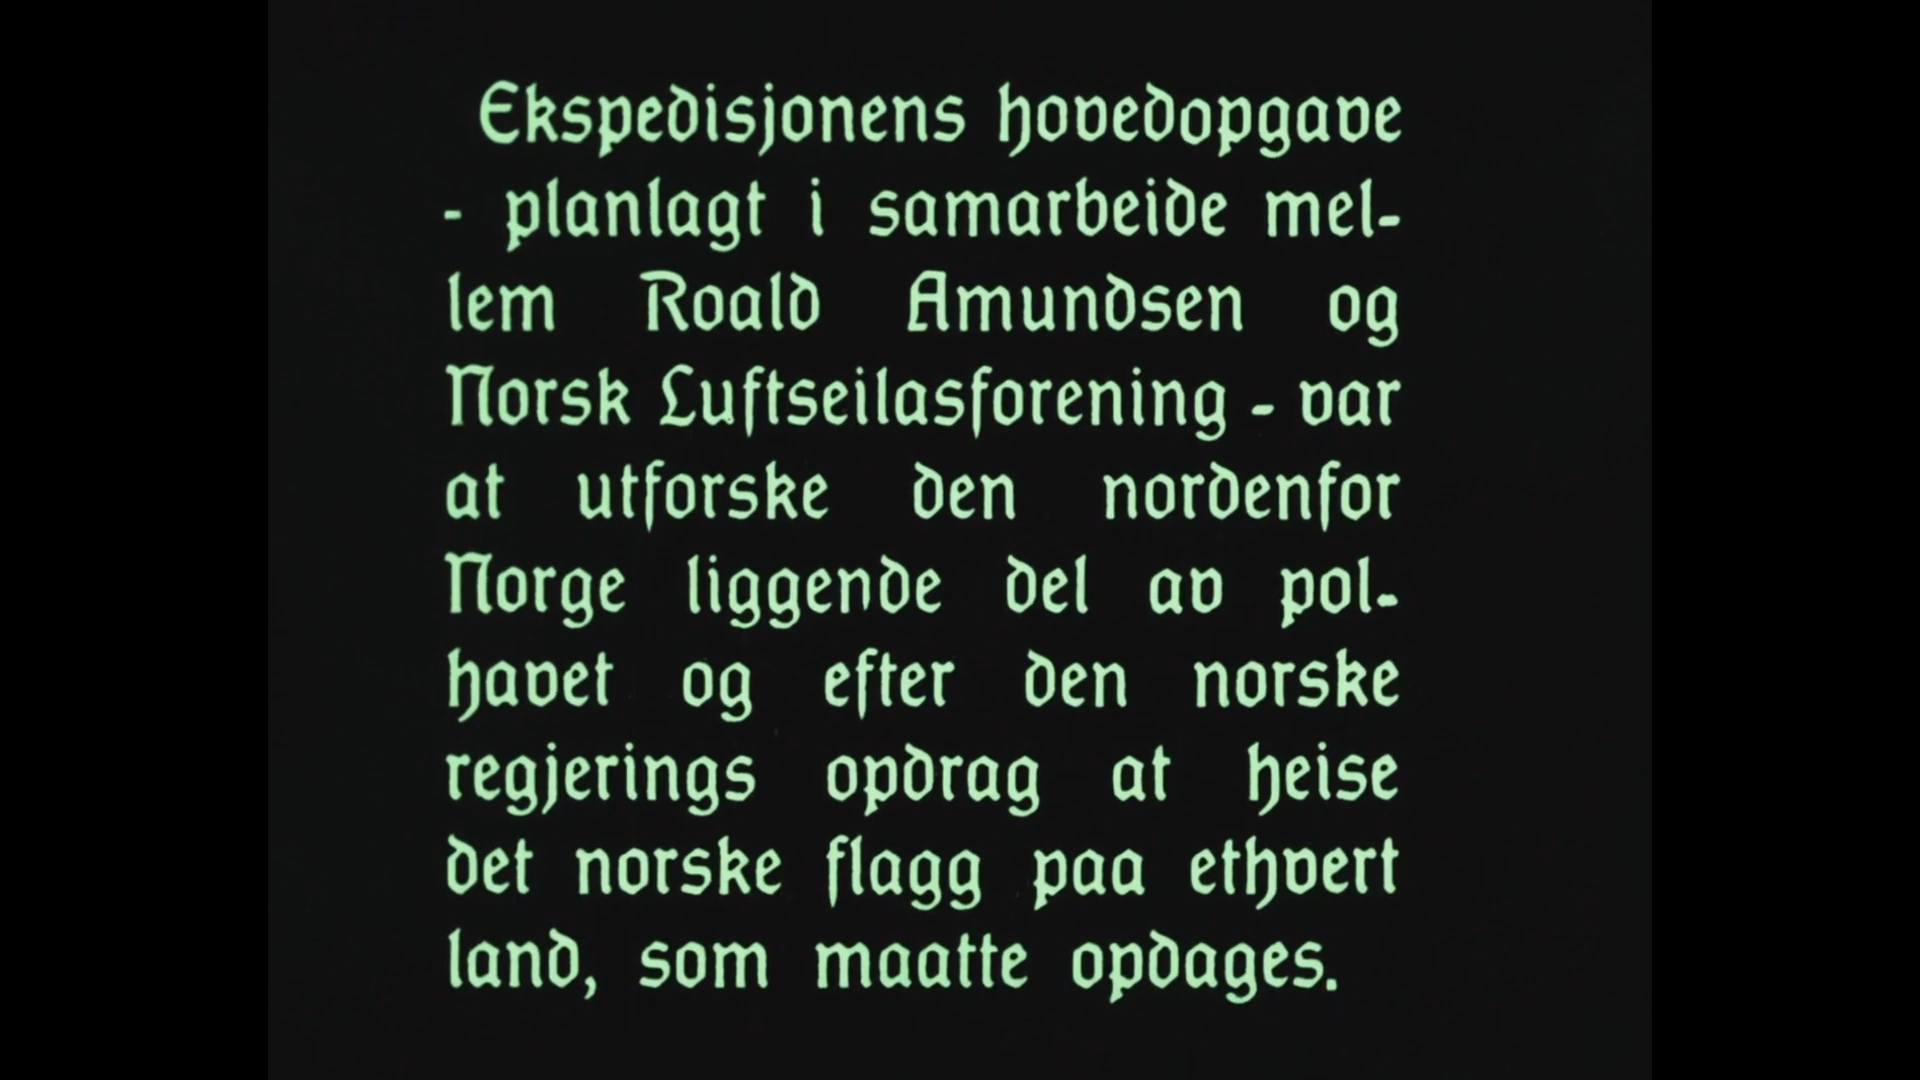 Ekspedisjonens hovedopgave
- planlagt i samarbeide mel-
lem Roald Amundsen og
Norsk Luftseilasforening - var
at utforske den nordenfor
Norge liggende del av pol-
havet og efter den norske
regjerings opdrag at heise
det norske flagg paa ethvert
land, som maatte opdages.